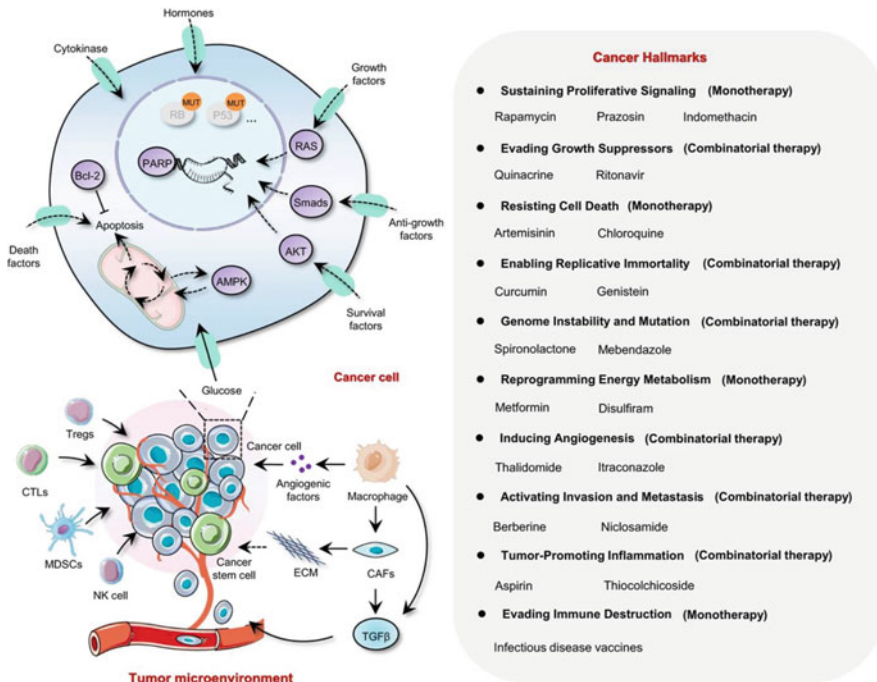 Hormones
Cytokinase
Growth
factors
MUT
MUT
RB
P53
...
RAS
PARP
Bcl-2
Smads
Apoptosis
Anti-growth
factors
Death
factors
AKT
AMPK
Survival
factors
Glucose
Cancer cell
Tregs
Cancer cell
CTLs
Angiogenic
factors
Macrophage
MDSCs
Cancer
stem cell
ECM
CAFs
NK cell
TGFβ
Tumor microenvironment
Cancer Hallmarks
● Sustaining Proliferative Signaling (Monotherapy)
Rapamycin Prazosin Indomethacin
● Evading Growth Suppressors (Combinatorial therapy)
Quinacrine Ritonavir
● Resisting Cell Death (Monotherapy)
Artemisinin Chloroquine
● Enabling Replicative Immortality (Combinatorial therapy)
Curcumin Genistein
● Genome Instability and Mutation (Combinatorial therapy)
Spironolactone Mebendazole
● Reprogramming Energy Metabolism (Monotherapy)
Metformin Disulfiram
● Inducing Angiogenesis (Combinatorial therapy)
Thalidomide Itraconazole
● Activating Invasion and Metastasis (Combinatorial therapy)
Berberine Niclosamide
● Tumor-Promoting Inflammation (Combinatorial therapy)
Aspirin Thiocolchicoside
● Evading Immune Destruction (Monotherapy)
Infectious disease vaccines